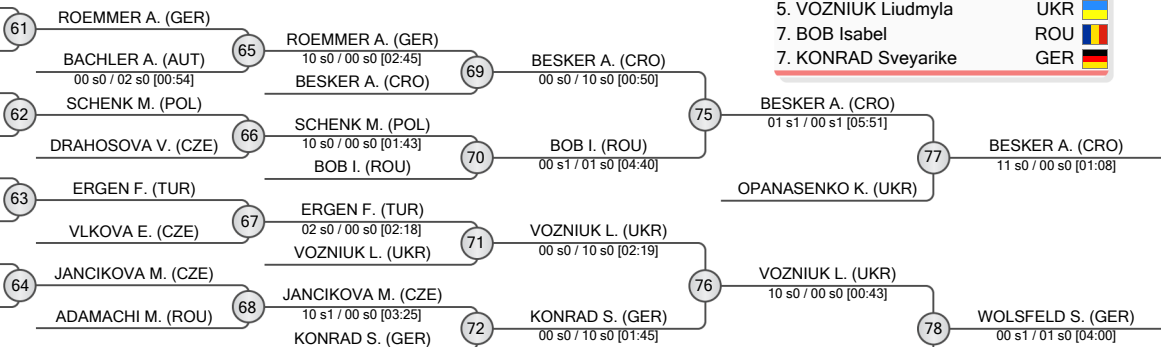 5. VOZNIUK Liudmyla UKR
7. BOB Isabel ROU
7. KONRAD Sveyarike GER
61
ROEMMER A. (GER)
BACHLER A. (AUT)
00 s0 / 02 s0 [00:54]
62
SCHENK M. (POL)
DRAHOSOVA V. (CZE)
63
ERGEN F. (TUR)
VLKOVA E. (CZE)
64
JANCIKOVA M. (CZE)
ADAMACHI M. (ROU)
65
ROEMMER A. (GER)
10 s0 / 00 s0 [02:45]
BESKER A. (CRO)
66
SCHENK M. (POL)
10 s0 / 00 s0 [01:43]
BOB I. (ROU)
67
ERGEN F. (TUR)
02 s0 / 00 s0 [02:18]
VOZNIUK L. (UKR)
68
JANCIKOVA M. (CZE)
10 s1 / 00 s0 [03:25]
KONRAD S. (GER)
69
BESKER A. (CRO)
00 s0 / 10 s0 [00:50]
70
BOB I. (ROU)
00 s1 / 01 s0 [04:40]
71
VOZNIUK L. (UKR)
00 s0 / 10 s0 [02:19]
72
KONRAD S. (GER)
00 s0 / 10 s0 [01:45]
75
BESKER A. (CRO)
01 s1 / 00 s1 [05:51]
OPANASENKO K. (UKR)
76
VOZNIUK L. (UKR)
10 s0 / 00 s0 [00:43]
77
BESKER A. (CRO)
11 s0 / 00 s0 [01:08]
78
WOLSFELD S. (GER)
00 s1 / 01 s0 [04:00]